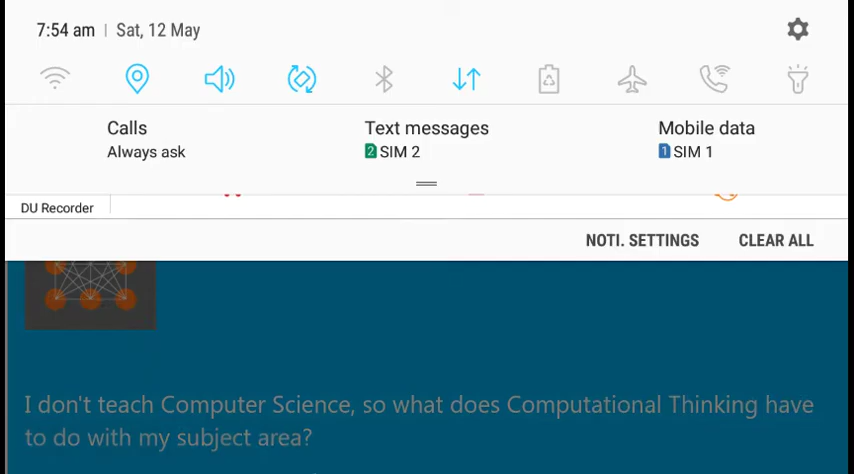 7:54 am | Sat, 12 May
Calls Text messages Mobile data
Always ask 2 SIM 2 1 SIM 1
DU Recorder
NOTI. SETTINGS CLEAR ALL
I don't teach Computer Science, so what does Computational Thinking have
to do with my subject area?